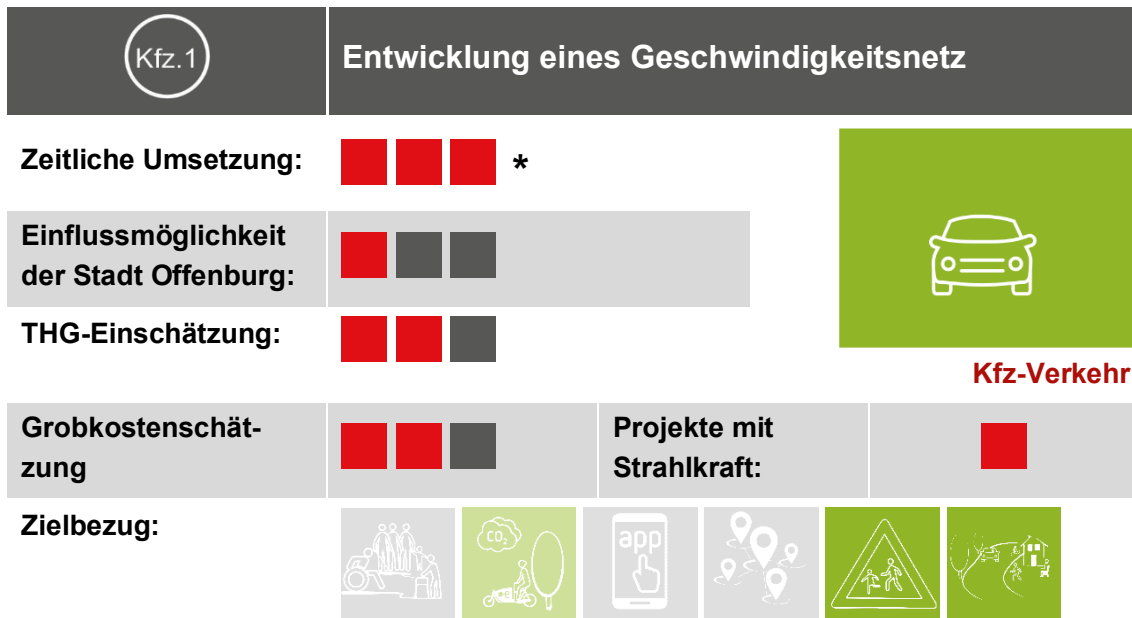 Kfz.1
Entwicklung eines Geschwindigkeitsnetz
Zeitliche Umsetzung:
*
Einflussmöglichkeit
der Stadt Offenburg:
THG-Einschätzung:
Kfz-Verkehr
Grobkostenschät-
zung
Projekte mit
Strahlkraft:
Zielbezug:
CO₂
app